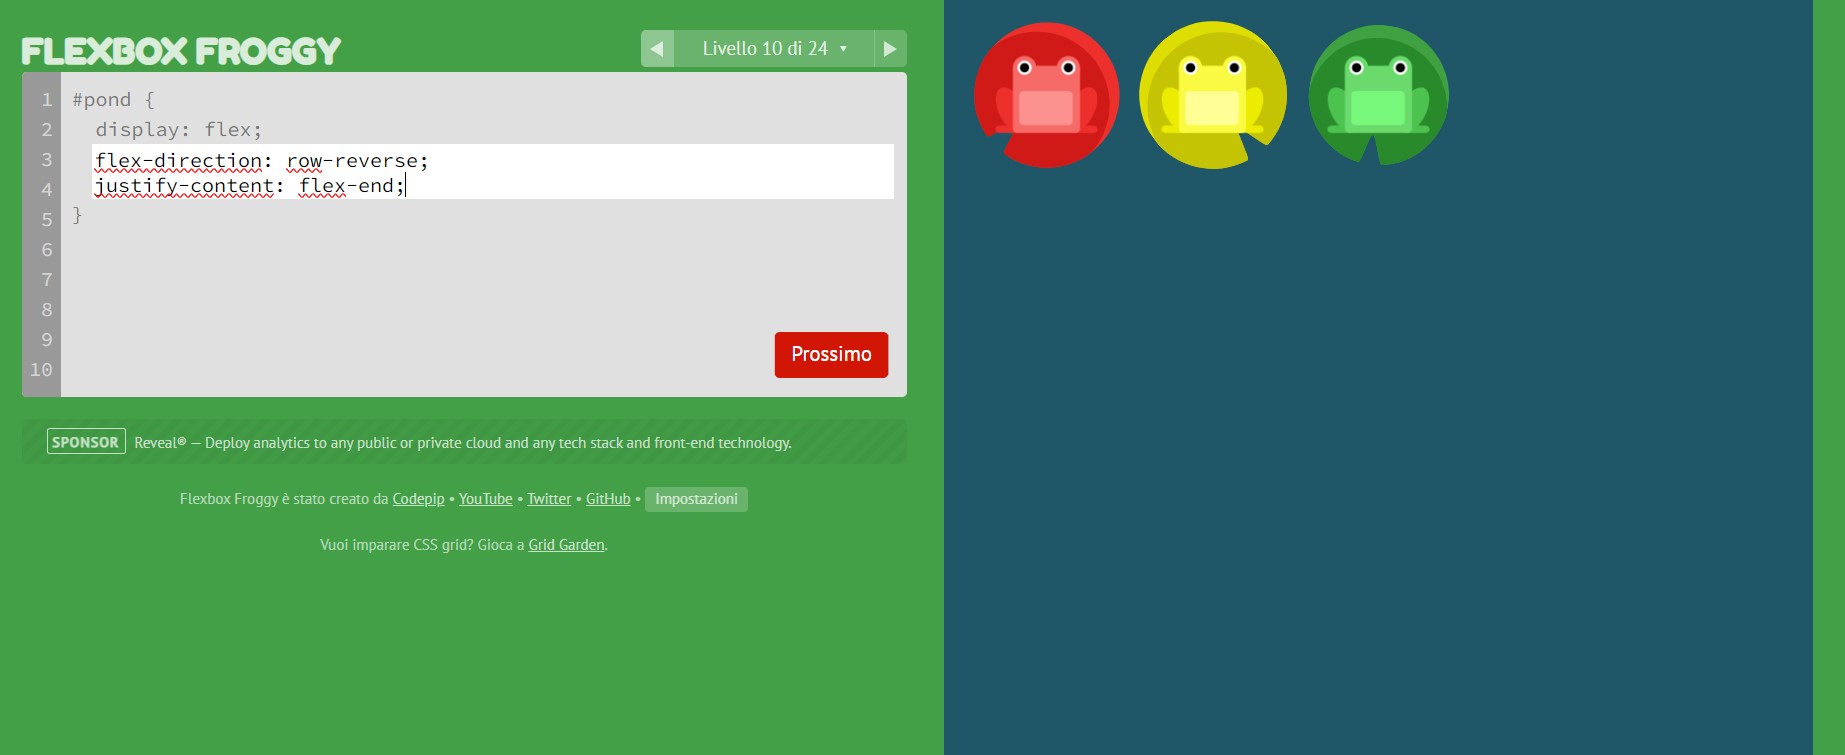 FLEXBOX FROGGY
◀ Livello 10 di 24 ▼ ▶
1 #pond {
2 display: flex;
3 flex-direction: row-reverse;
4 justify-content: flex-end;
5 }
6
7
8
9
10
Prossimo
SPONSOR Reveal® — Deploy analytics to any public or private cloud and any tech stack and front-end technology.
Flexbox Froggy è stato creato da Codepip • YouTube • Twitter • GitHub • Impostazioni
Vuoi imparare CSS grid? Gioca a Grid Garden.